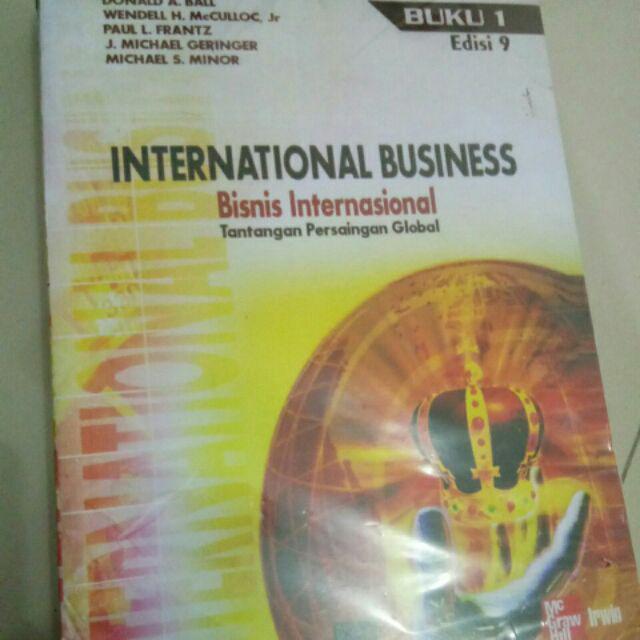 DONALD A. BALL
WENDELL H. McCULLOC, Jr
PAUL L. FRANTZ
J. MICHAEL GERINGER
MICHAEL S. MINOR
BUKU 1
Edisi 9
INTERNATIONAL BUSINESS
Bisnis Internasional
Tantangan Persaingan Global
Mc
Graw
Hill
Irwin